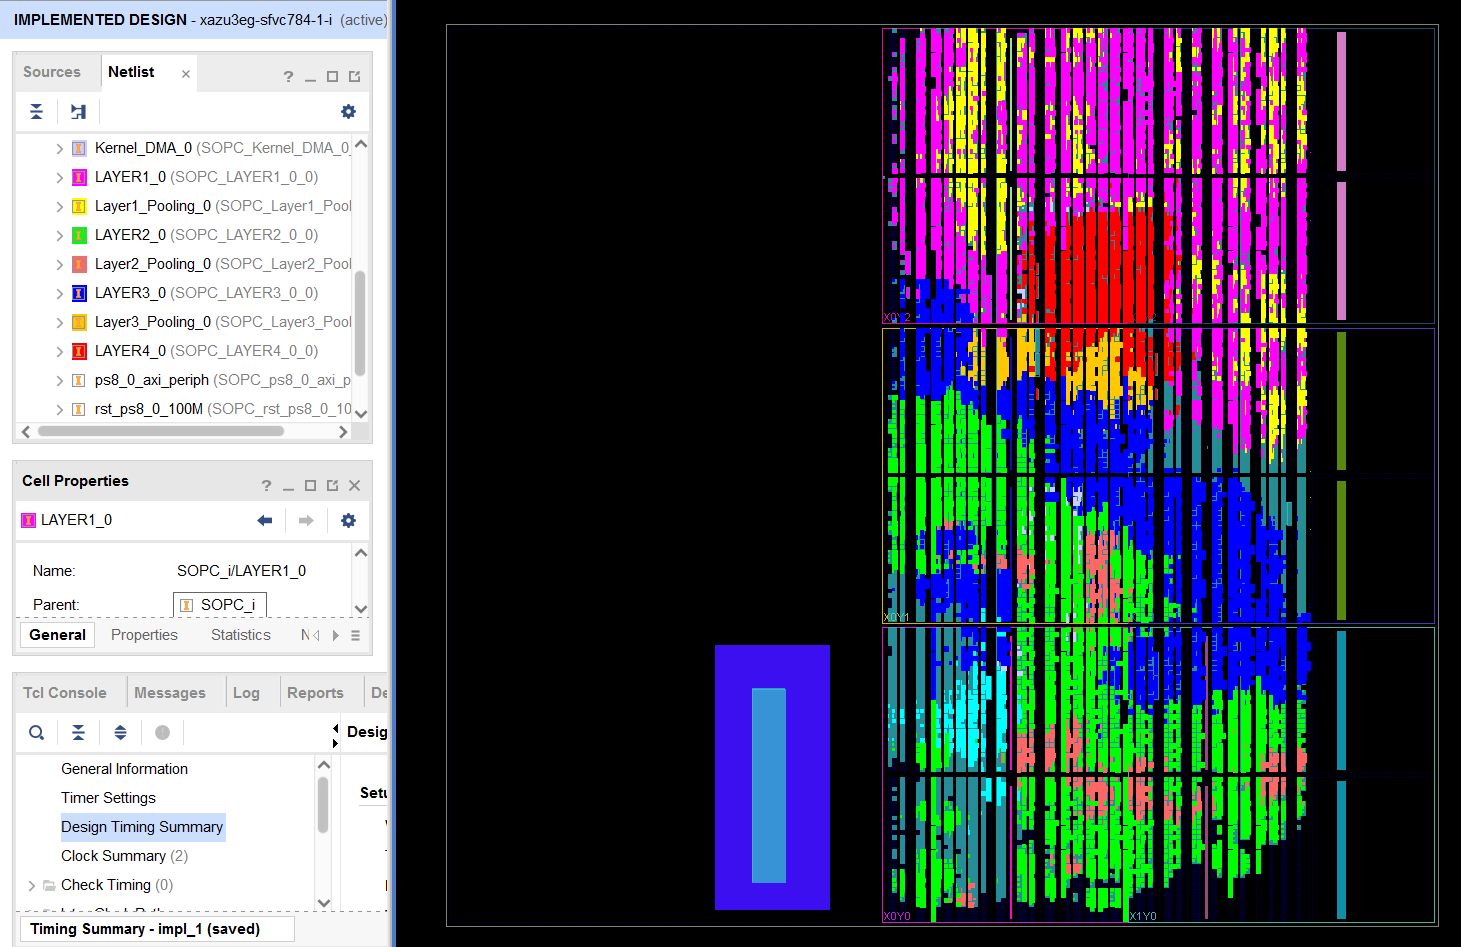 IMPLEMENTED DESIGN - xazu3eg-sfvc784-1-i (active)
Sources Netlist
Kernel_DMA_0 (SOPC_Kernel_DMA_0_
LAYER1_0 (SOPC_LAYER1_0_0)
Layer1_Pooling_0 (SOPC_Layer1_Pool
LAYER2_0 (SOPC_LAYER2_0_0)
Layer2_Pooling_0 (SOPC_Layer2_Pool
LAYER3_0 (SOPC_LAYER3_0_0)
Layer3_Pooling_0 (SOPC_Layer3_Pool
LAYER4_0 (SOPC_LAYER4_0_0)
ps8_0_axi_periph (SOPC_ps8_0_axi_p
rst_ps8_0_100M (SOPC_rst_ps8_0_10
Cell Properties
LAYER1_0
Name: SOPC_i/LAYER1_0
Parent: SOPC_i
General Properties Statistics N
Tcl Console Messages Log Reports De
Desig
General Information
Timer Settings
Setu
Design Timing Summary
Clock Summary (2)
Check Timing (0)
Timing Summary - impl_1 (saved)
X0Y2
X0Y1
X0Y0
X1Y0